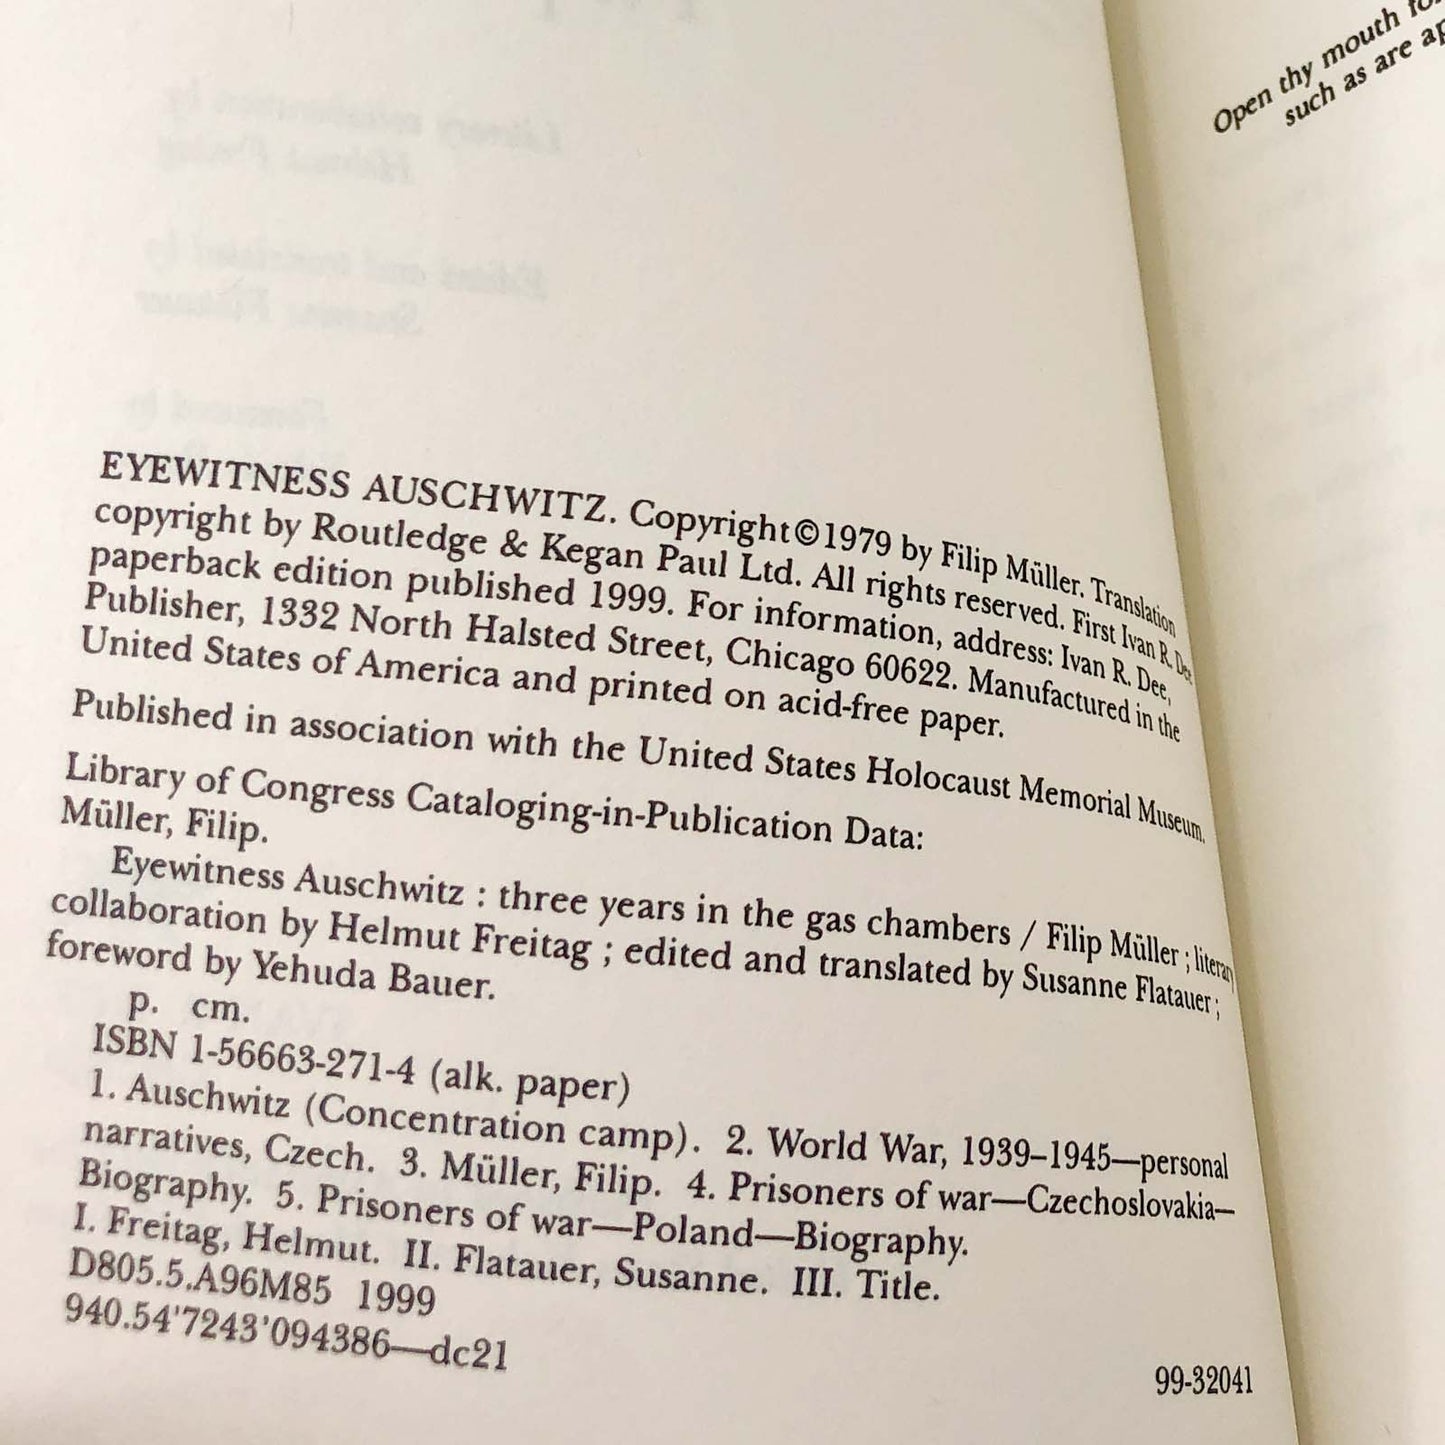 EYEWITNESS AUSCHWITZ. Copyright©1979 by Filip Müller. Translation
copyright by Routledge & Kegan Paul Ltd. All rights reserved. First Ivan R. Dee
paperback edition published 1999. For information, address: Ivan R. Dee,
Publisher, 1332 North Halsted Street, Chicago 60622. Manufactured in the
United States of America and printed on acid-free paper.
Published in association with the United States Holocaust Memorial Museum.
Library of Congress Cataloging-in-Publication Data:
Müller, Filip.
Eyewitness Auschwitz : three years in the gas chambers / Filip Müller ; literary
collaboration by Helmut Freitag ; edited and translated by Susanne Flatauer ;
foreword by Yehuda Bauer.
p. cm.
ISBN 1-56663-271-4 (alk. paper)
1. Auschwitz (Concentration camp). 2. World War, 1939–1945—personal
narratives, Czech. 3. Müller, Filip. 4. Prisoners of war—Czechoslovakia—
Biography. 5. Prisoners of war—Poland—Biography.
I. Freitag, Helmut. II. Flatauer, Susanne. III. Title.
D805.5.A96M85 1999
940.54'7243'094386—dc21
99-32041
Open thy mouth
such as are